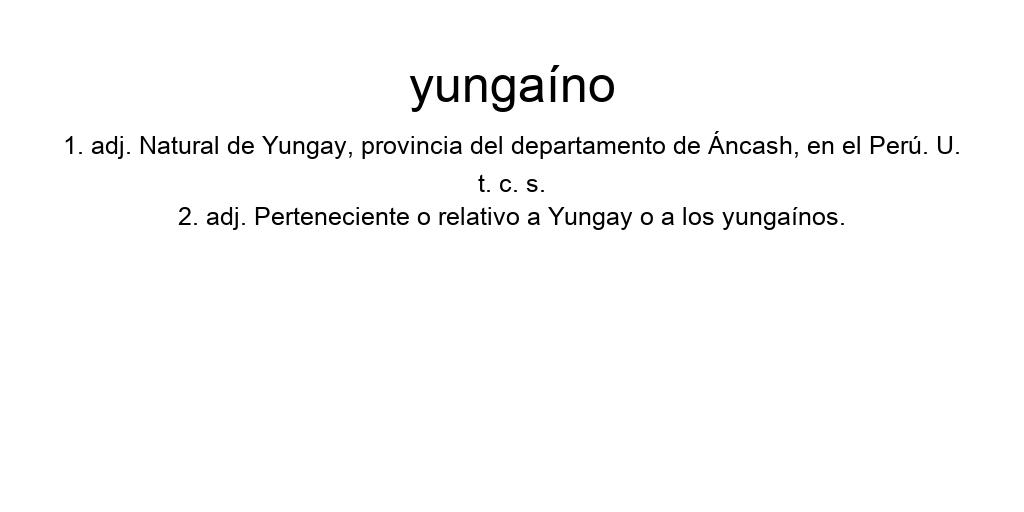 yungaíno
1. adj. Natural de Yungay, provincia del departamento de Áncash, en el Perú. U.
t. c. s.
2. adj. Perteneciente o relativo a Yungay o a los yungaínos.